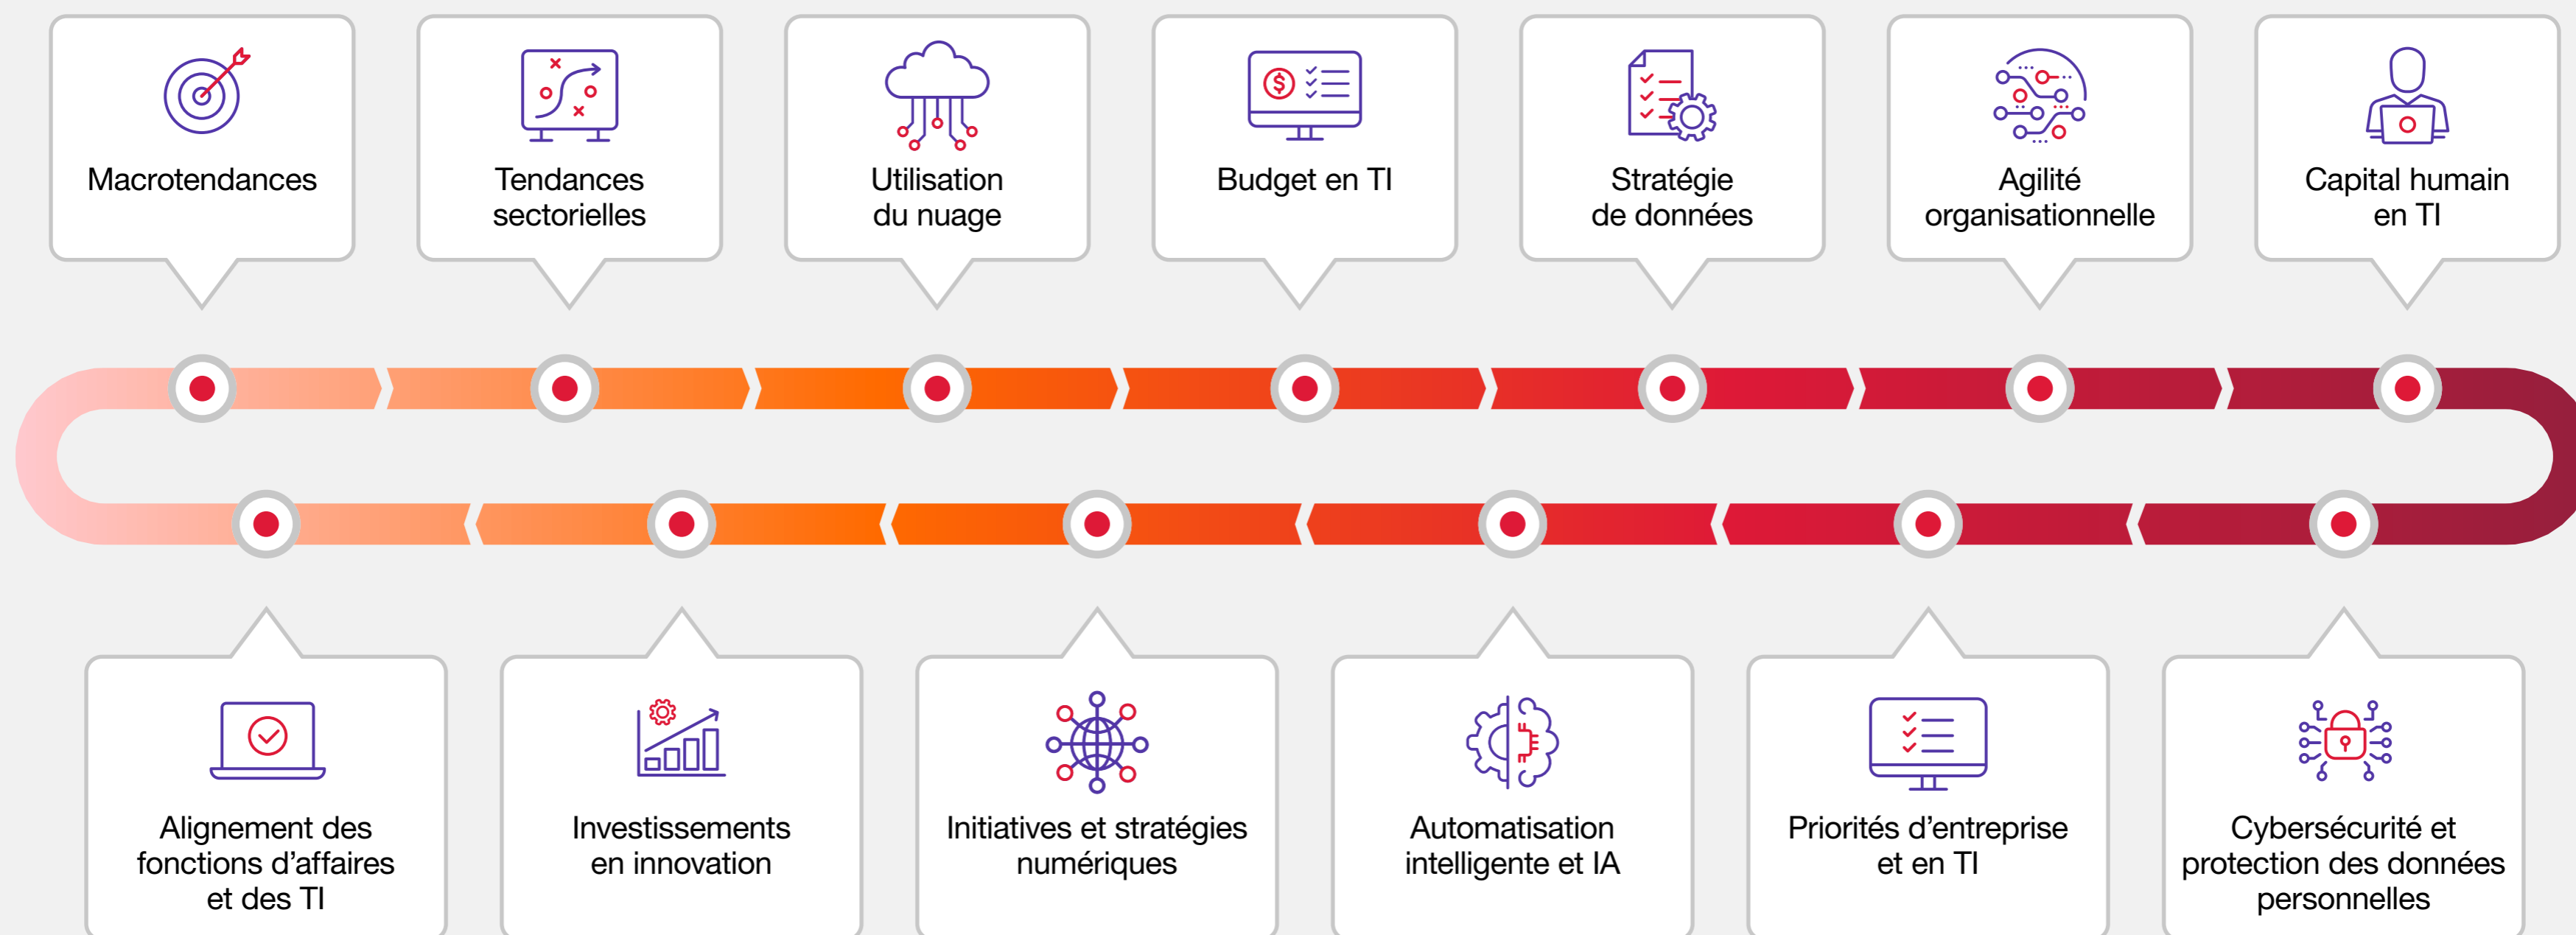 Macrotendances
Tendances
sectorielles
Utilisation
du nuage
Budget en TI
Stratégie
de données
Agilité
organisationnelle
Capital humain
en TI
Alignement des
fonctions d’affaires
et des TI
Investissements
en innovation
Initiatives et stratégies
numériques
Automatisation
intelligente et IA
Priorités d’entreprise
et en TI
Cybersécurité et
protection des données
personnelles